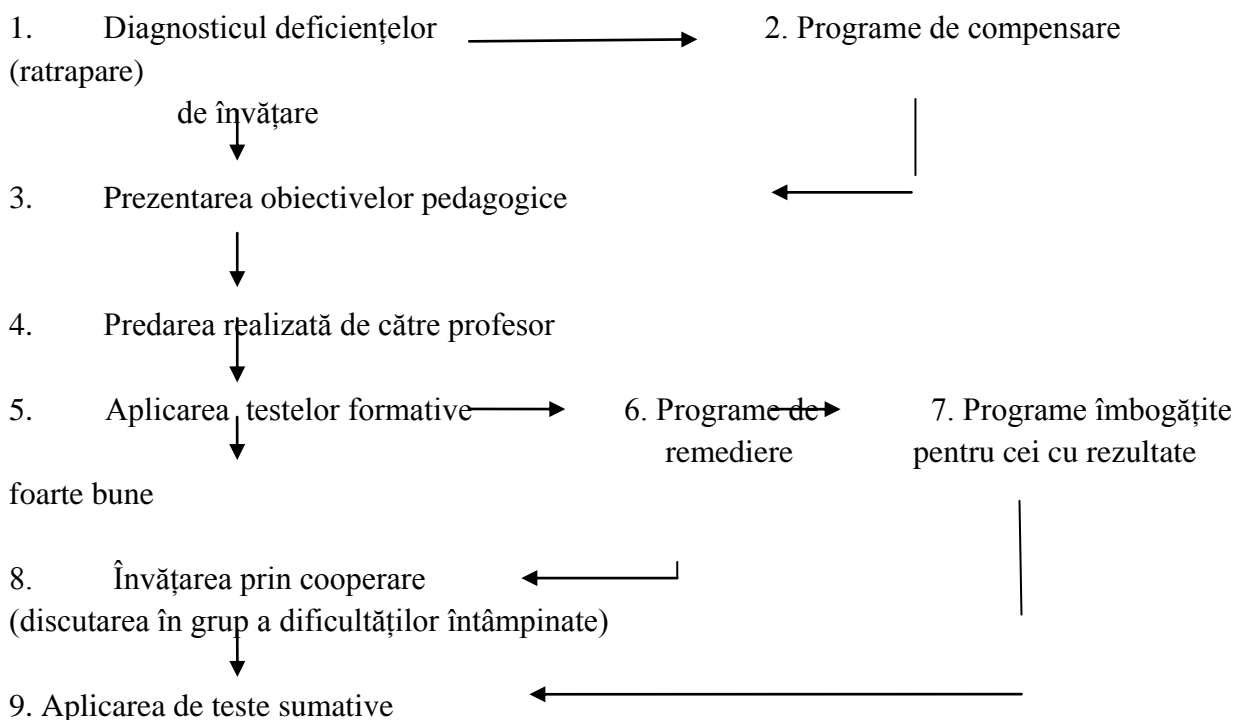 1. Diagnosticul deficiențelor 2. Programe de compensare
(ratrapare)
de învățare
3. Prezentarea obiectivelor pedagogice
4. Predarea realizată de către profesor
5. Aplicarea testelor formative 6. Programe de 7. Programe îmbogățite
remediere pentru cei cu rezultate
foarte bune
8. Învățarea prin cooperare
(discutarea în grup a dificultăților întâmpinate)
9. Aplicarea de teste sumative